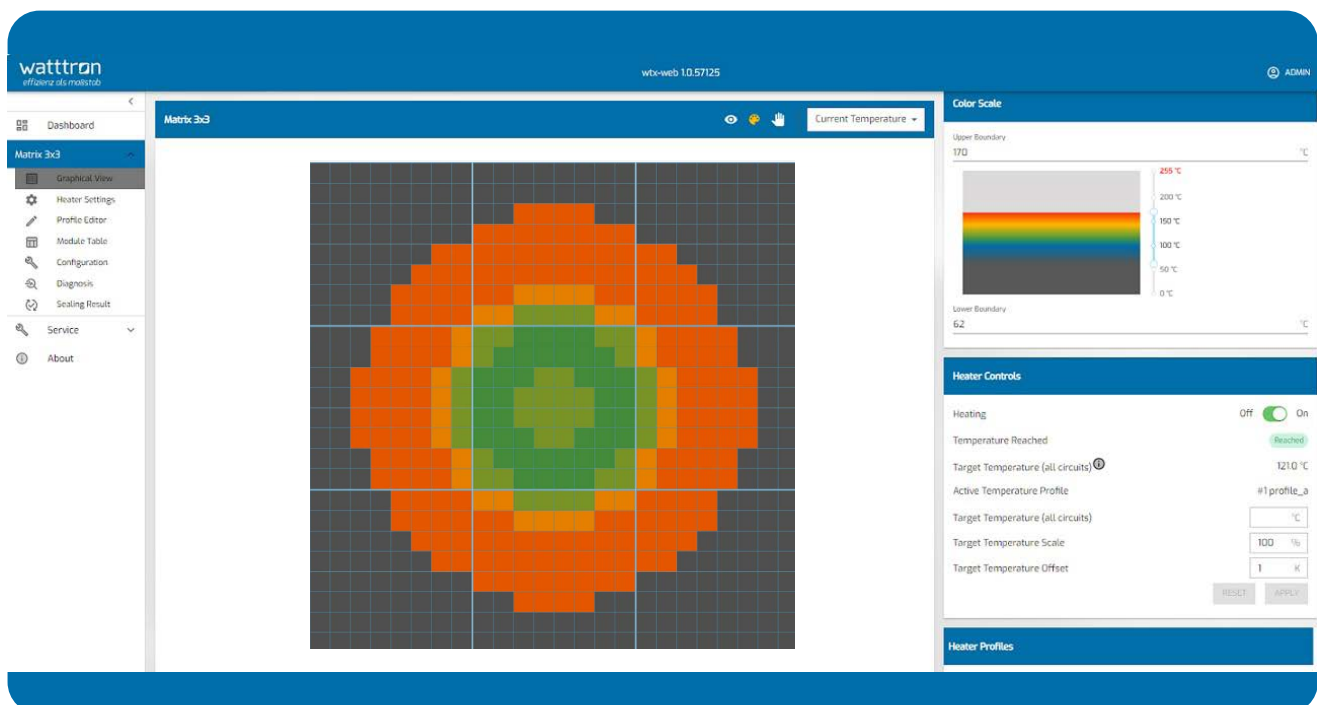 watttron
effizienz als maßstab
wtx-web 1.0.57125
ADMIN
Dashboard
Matrix 3x3
Graphical View
Heater Settings
Profile Editor
Module Table
Configuration
Diagnosis
Sealing Result
Service
About
Matrix 3x3
Current Temperature
Color Scale
Upper Boundary
170 °C
255 °C
200 °C
150 °C
100 °C
50 °C
0 °C
Lower Boundary
62 °C
Heater Controls
Heating Off On
Temperature Reached Reached
Target Temperature (all circuits) 121.0 °C
Active Temperature Profile #1 profile_a
Target Temperature (all circuits) °C
Target Temperature Scale 100 %
Target Temperature Offset 1 K
RESET APPLY
Heater Profiles